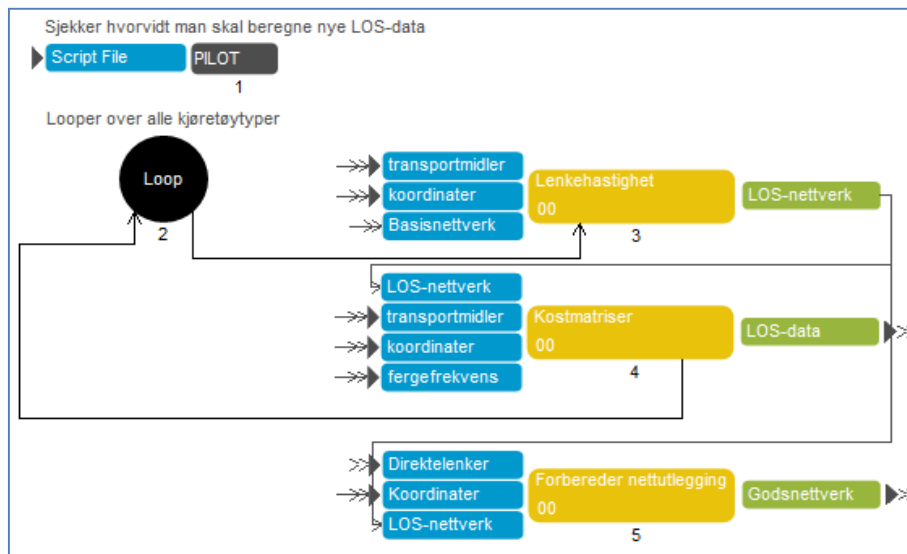 Sjekker hvorvidt man skal beregne nye LOS-data
Script File
PILOT
1
Looper over alle kjøretøytyper
Loop
2
transportmidler
koordinater
Basisnettverk
Lenkehastighet
00
3
LOS-nettverk
LOS-nettverk
transportmidler
koordinater
fergefrekvens
Kostmatriser
00
4
LOS-data
Direktelenker
Koordinater
LOS-nettverk
Forbereder nettutlegging
00
5
Godsnettverk